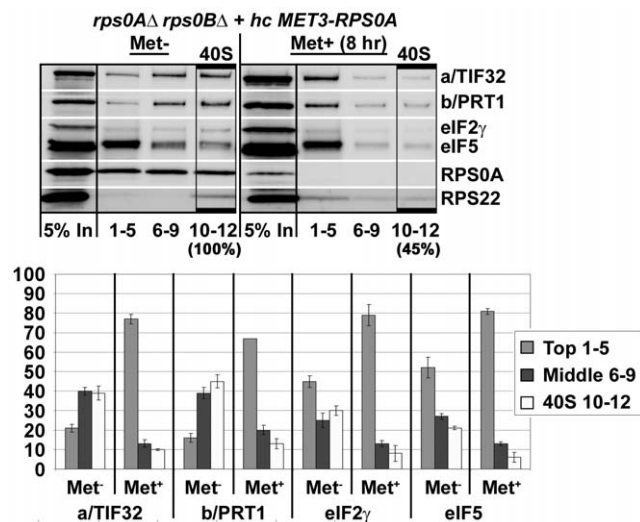 rps0AΔ rps0BΔ + hc MET3-RPS0A
Met- 40S Met+ (8 hr) 40S
a/TIF32
b/PRT1
eIF2γ
eIF5
RPS0A
RPS22
5% In 1-5 6-9 10-12 5% In 1-5 6-9 10-12
(100%) (45%)
100
90
80
70
60
50
40
30
20
10
0
Top 1-5
Middle 6-9
40S 10-12
Met⁻ Met⁺ Met⁻ Met⁺ Met⁻ Met⁺ Met⁻ Met⁺
a/TIF32 b/PRT1 eIF2γ eIF5